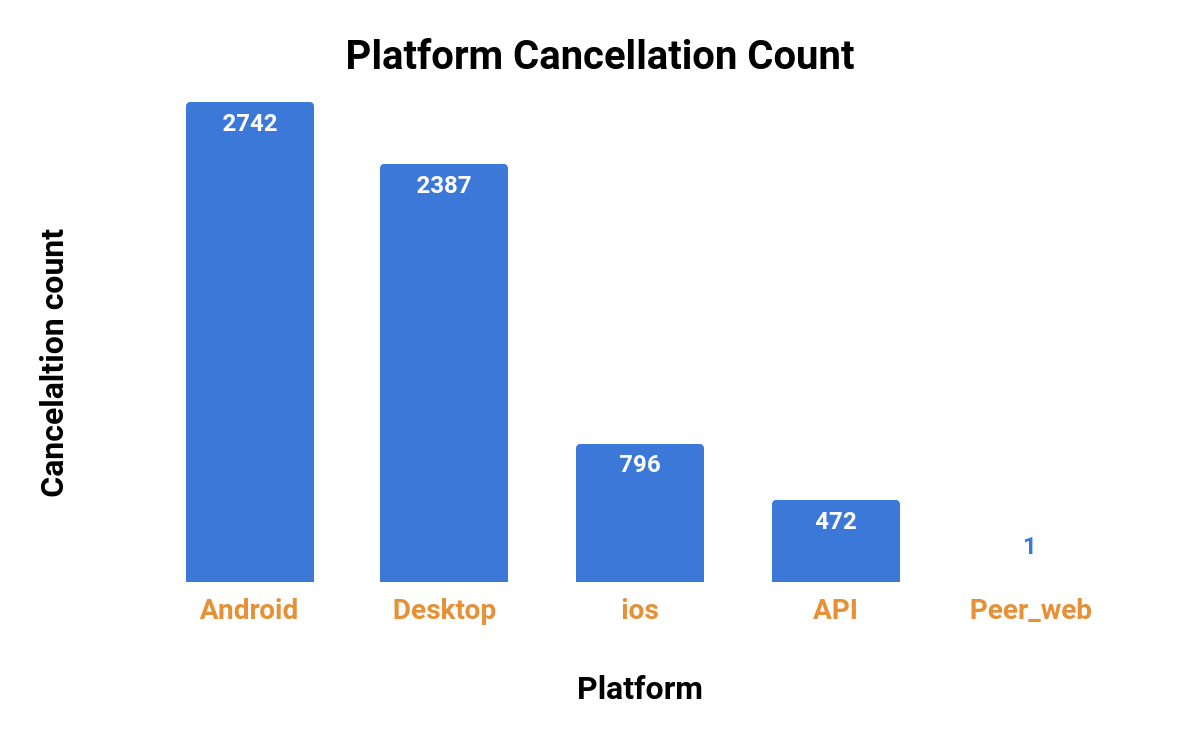 Platform Cancellation Count
2742
2387
796
472
1
Cancelaltion count
Android
Desktop
ios
API
Peer_web
Platform